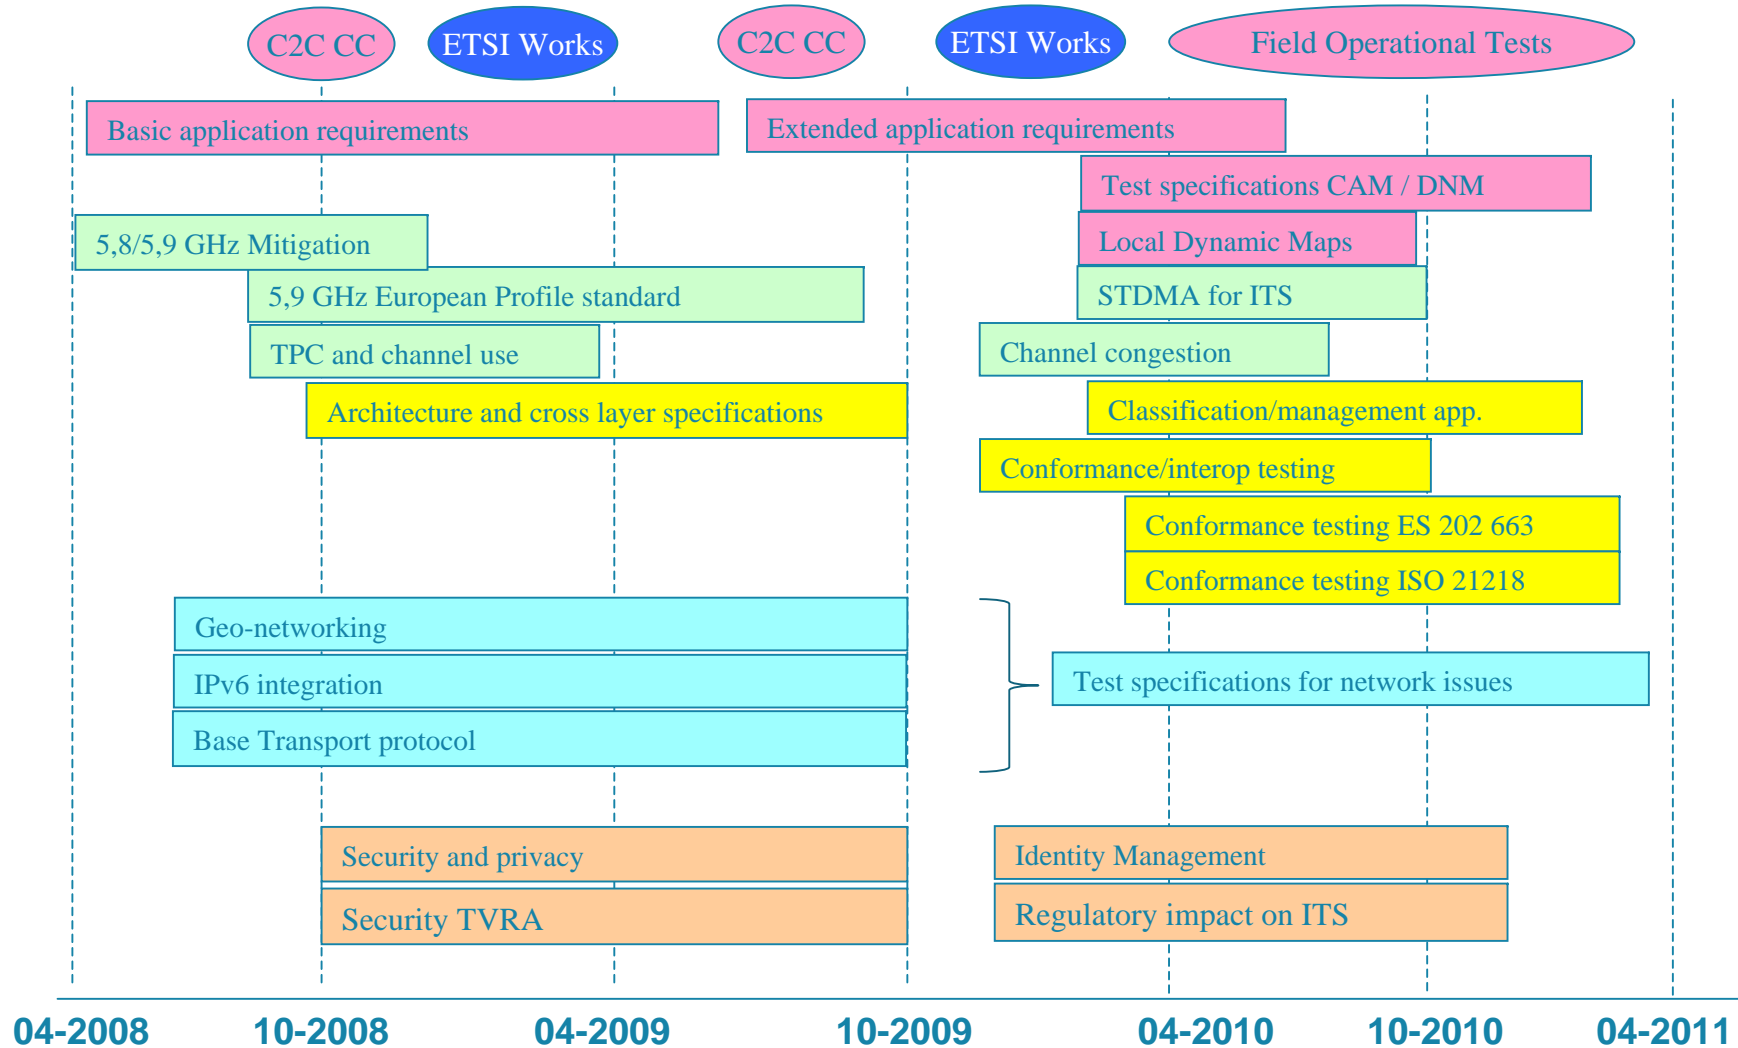 C2C CC
ETSI Works
C2C CC
ETSI Works
Field Operational Tests
Basic application requirements
Extended application requirements
Test specifications CAM / DNM
5,8/5,9 GHz Mitigation
Local Dynamic Maps
5,9 GHz European Profile standard
STDMA for ITS
TPC and channel use
Channel congestion
Architecture and cross layer specifications
Classification/management app.
Conformance/interop testing
Conformance testing ES 202 663
Conformance testing ISO 21218
Geo-networking
IPv6 integration
Test specifications for network issues
Base Transport protocol
Security and privacy
Identity Management
Security TVRA
Regulatory impact on ITS
04-2008
10-2008
04-2009
10-2009
04-2010
10-2010
04-2011